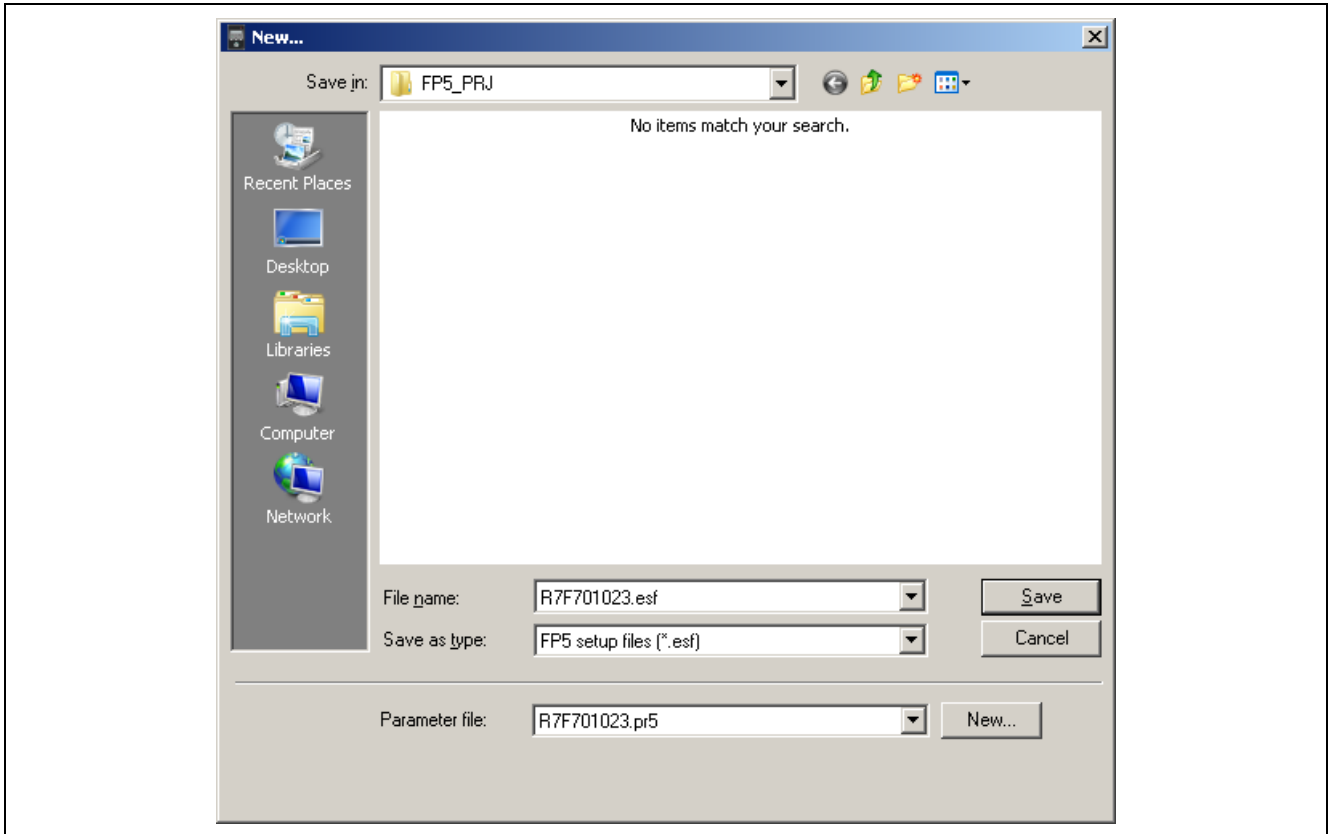 New...
Save in: FP5_PRJ
No items match your search.
Recent Places
Desktop
Libraries
Computer
Network
File name: R7F701023.esf Save
Save as type: FP5 setup files (*.esf) Cancel
Parameter file: R7F701023.pr5 New...